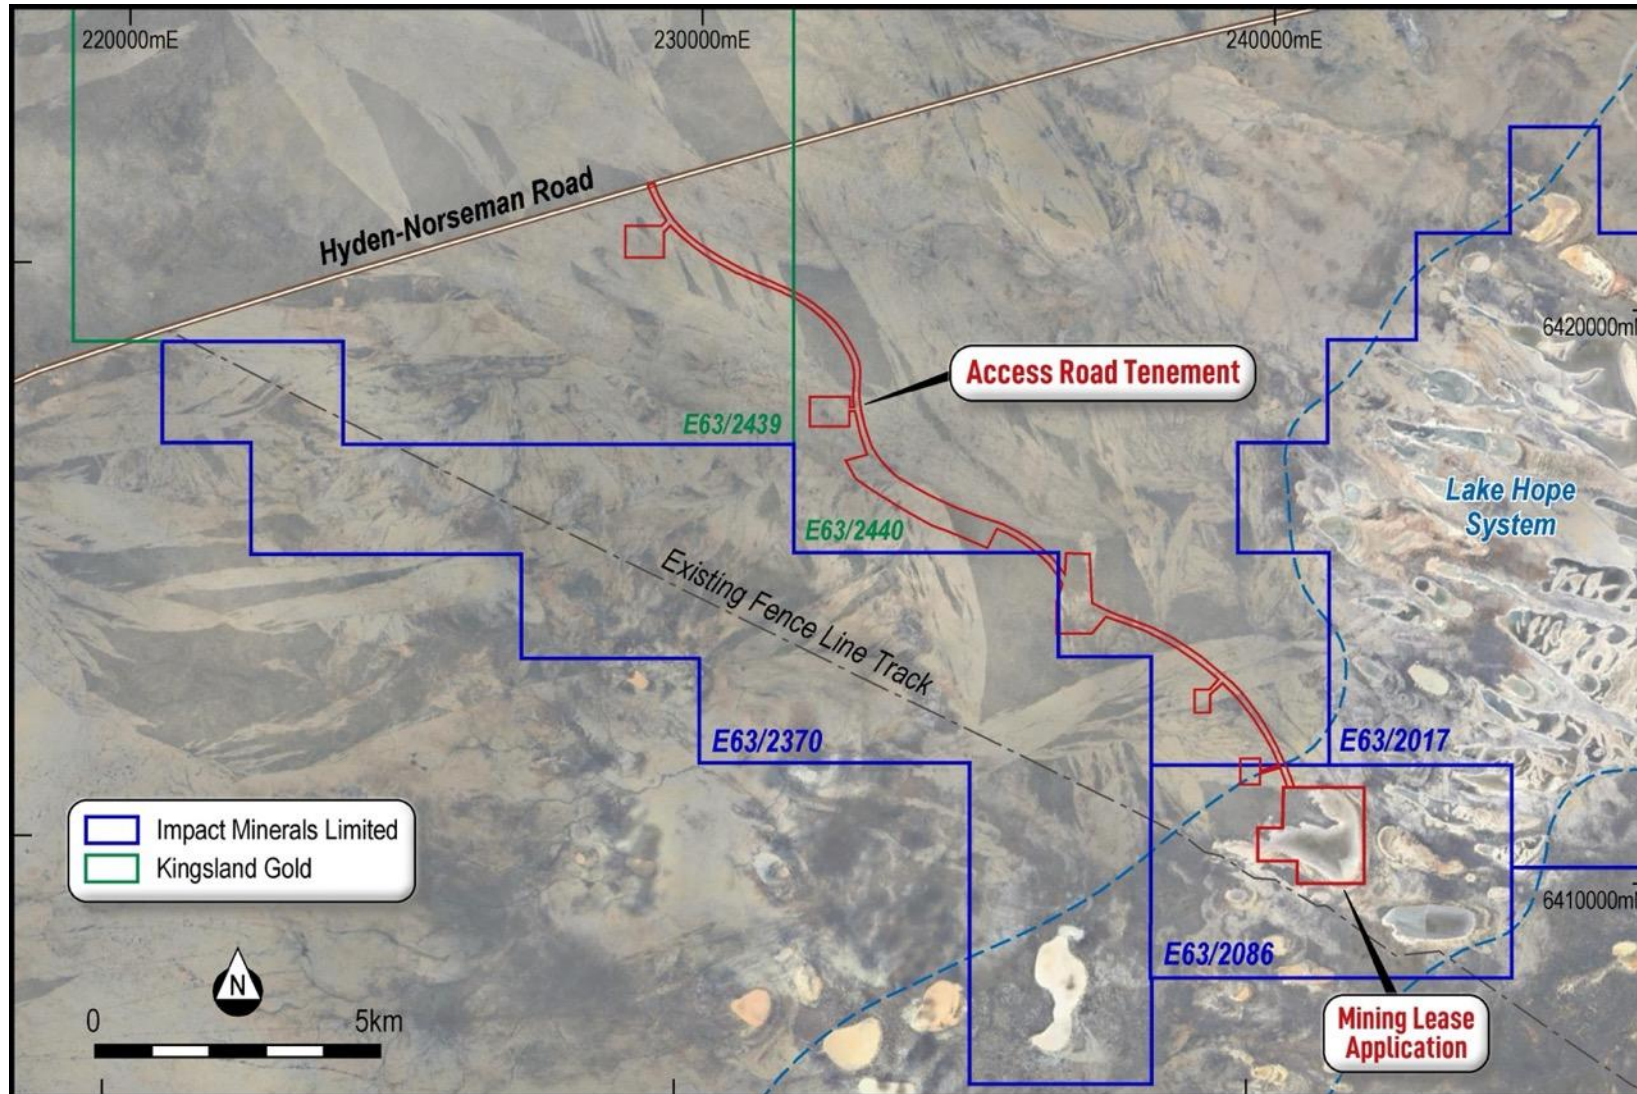 220000mE
230000mE
240000mE
Hyden-Norseman Road
6420000m
Access Road Tenement
E63/2439
Lake Hope
System
E63/2440
Existing Fence Line Track
E63/2370
E63/2017
Impact Minerals Limited
Kingsland Gold
6410000m
E63/2086
N
0
5km
Mining Lease
Application